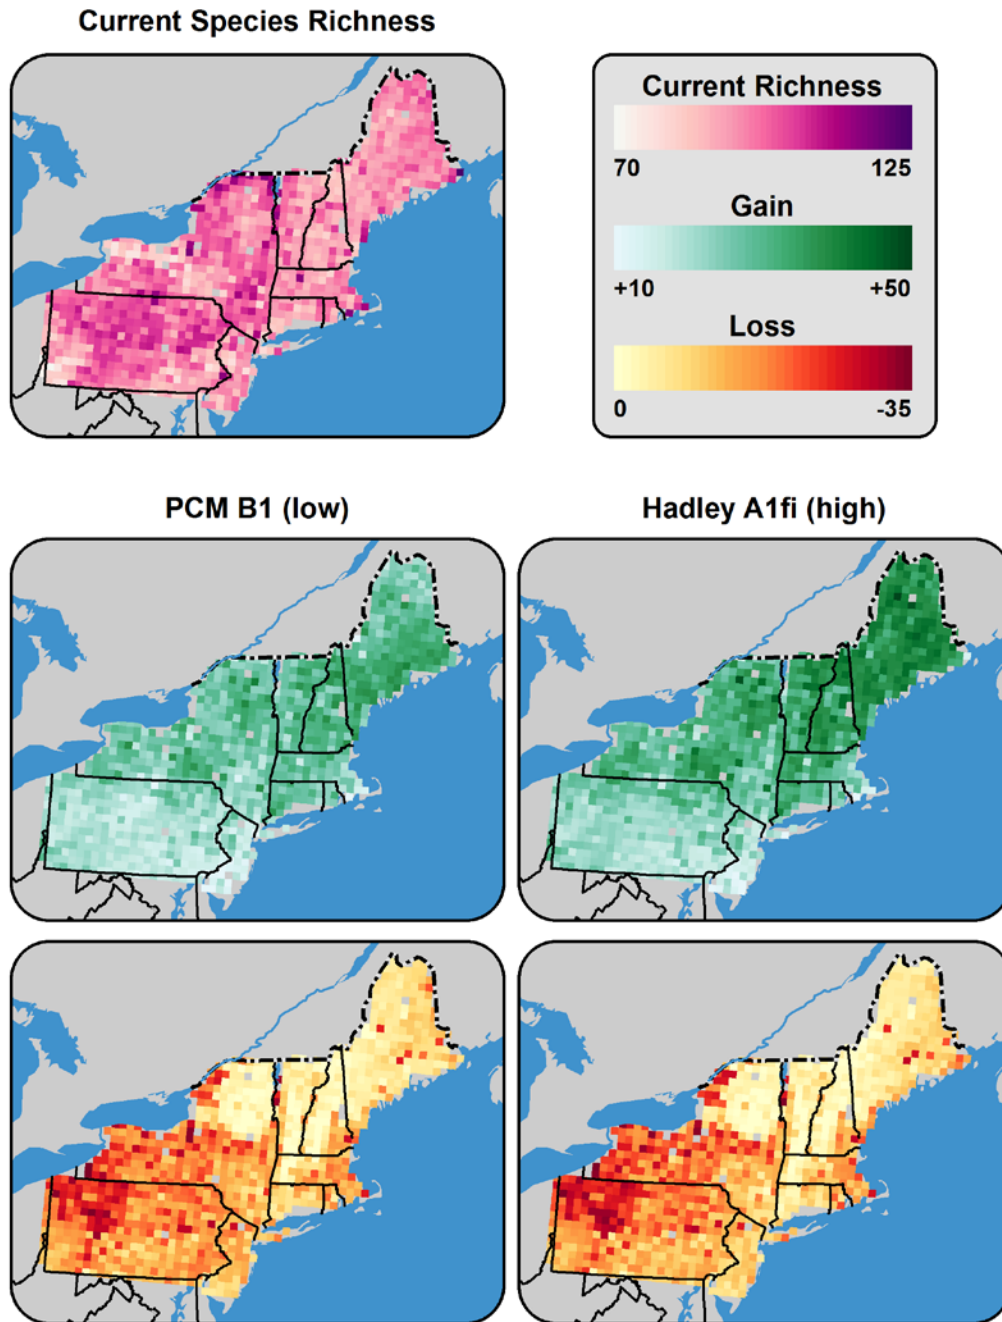 Current Species Richness
Current Richness
70 125
Gain
+10 +50
Loss
0 -35
PCM B1 (low) Hadley A1fi (high)